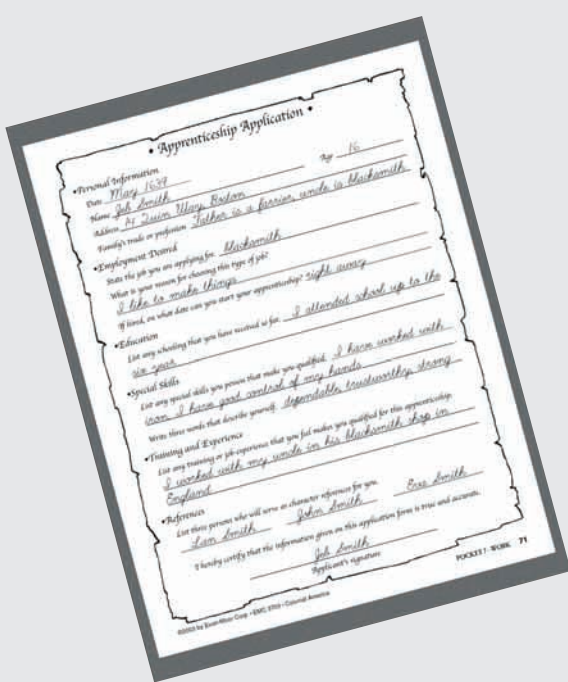 • Apprenticeship Application •
•Personal Information
Date May, 1679 Age 16
Name Job Smith
Address 14 Twin Way, Boston
Family's trade or profession Father is a farrier, uncle is blacksmith
•Employment Desired
State the job you are applying for. blacksmith
What is your reason for choosing this type of job?
I like to make things
If hired, on what date can you start your apprenticeship? right away
•Education
List any schooling that you have received so far. I attended school up to the
six year
•Special Skills
List any special skills you possess that make you qualified. I have worked with
iron I have good control of my hands
Write three words that describe yourself. dependable, trustworthy, strong
•Training and Experience
List any training or job experience that you feel makes you qualified for this apprenticeship.
I worked with my uncle in his blacksmith shop in
England
•References
List three persons who will serve as character references for you.
Ian Smith John Smith Eve Smith
I hereby certify that the information given on this application form is true and accurate.
Job Smith
Applicant's signature
©2003 by Evan-Moor Corp. • EMC 3709 • Colonial America POCKET 7 • WORK 71